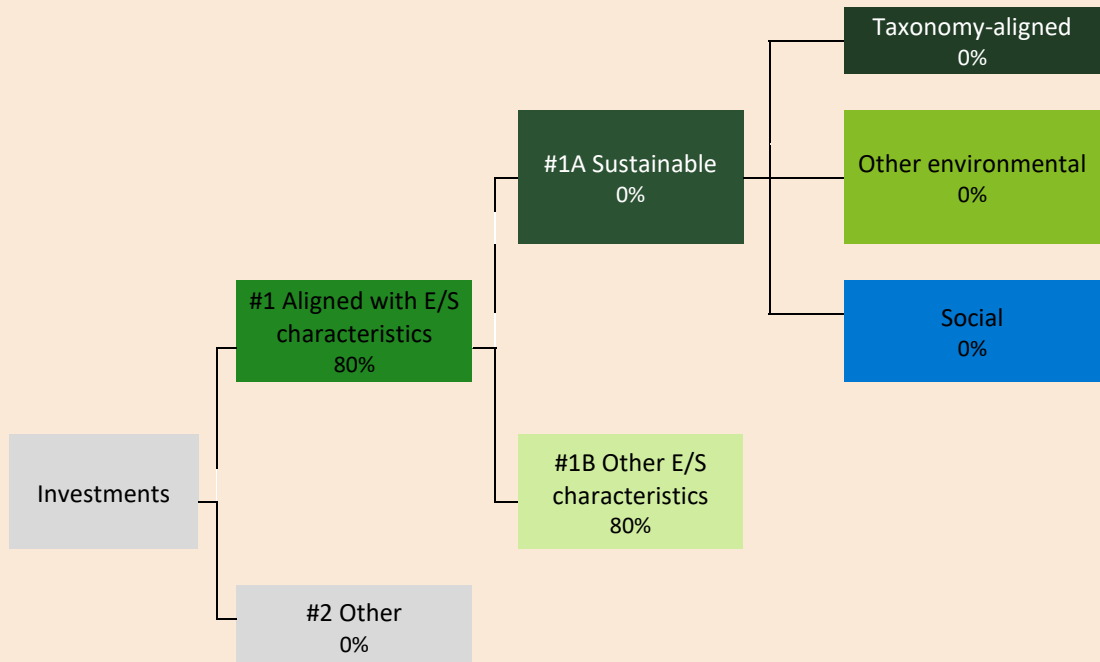 Taxonomy-aligned
0%
#1A Sustainable
0%
Other environmental
0%
#1 Aligned with E/S
characteristics
80%
Social
0%
Investments
#1B Other E/S
characteristics
80%
#2 Other
0%